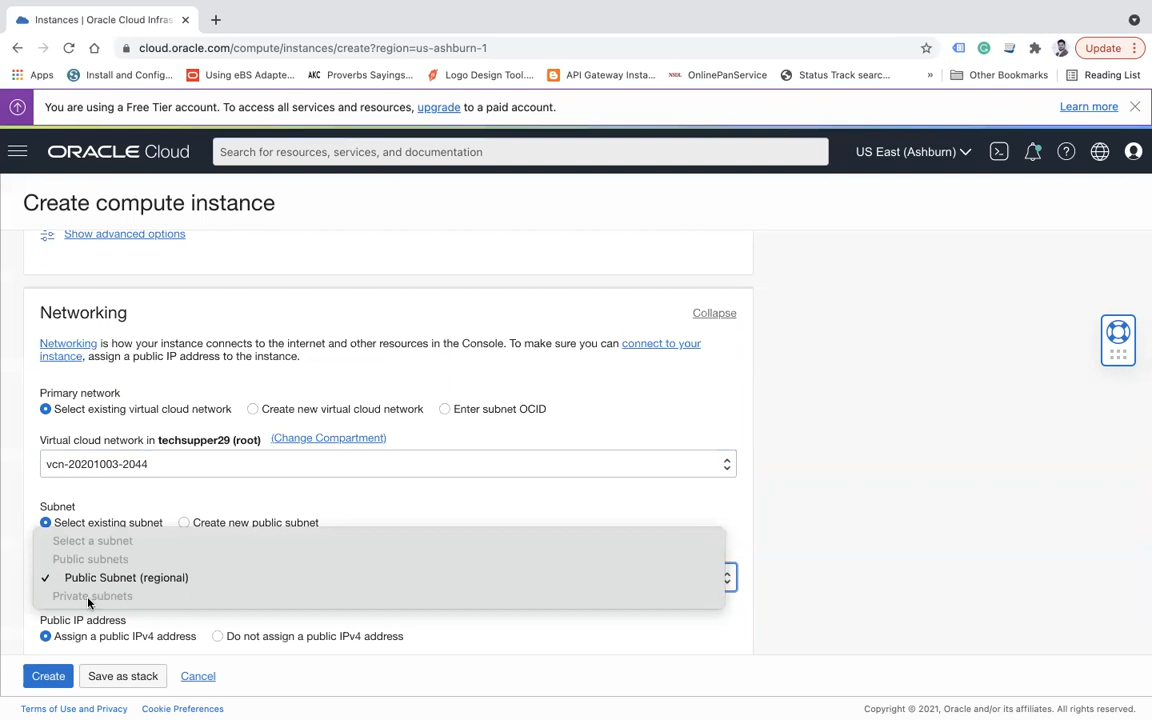 Instances | Oracle Cloud Infras
cloud.oracle.com/compute/instances/create?region=us-ashburn-1
Update
Apps
Install and Config...
Using eBS Adapte...
AKC Proverbs Sayings...
Logo Design Tool....
API Gateway Insta...
NSDL OnlinePanService
Status Track searc...
»
Other Bookmarks
Reading List
You are using a Free Tier account. To access all services and resources, upgrade to a paid account.
Learn more
ORACLE Cloud
Search for resources, services, and documentation
US East (Ashburn)
Create compute instance
Show advanced options
Networking
Collapse
Networking is how your instance connects to the internet and other resources in the Console. To make sure you can connect to your
instance, assign a public IP address to the instance.
Primary network
Select existing virtual cloud network
Create new virtual cloud network
Enter subnet OCID
Virtual cloud network in techsupper29 (root) (Change Compartment)
vcn-20201003-2044
Subnet
Select existing subnet
Create new public subnet
Select a subnet
Public subnets
✓ Public Subnet (regional)
Private subnets
Public IP address
Assign a public IPv4 address
Do not assign a public IPv4 address
Create
Save as stack
Cancel
Terms of Use and Privacy
Cookie Preferences
Copyright © 2021, Oracle and/or its affiliates. All rights reserved.